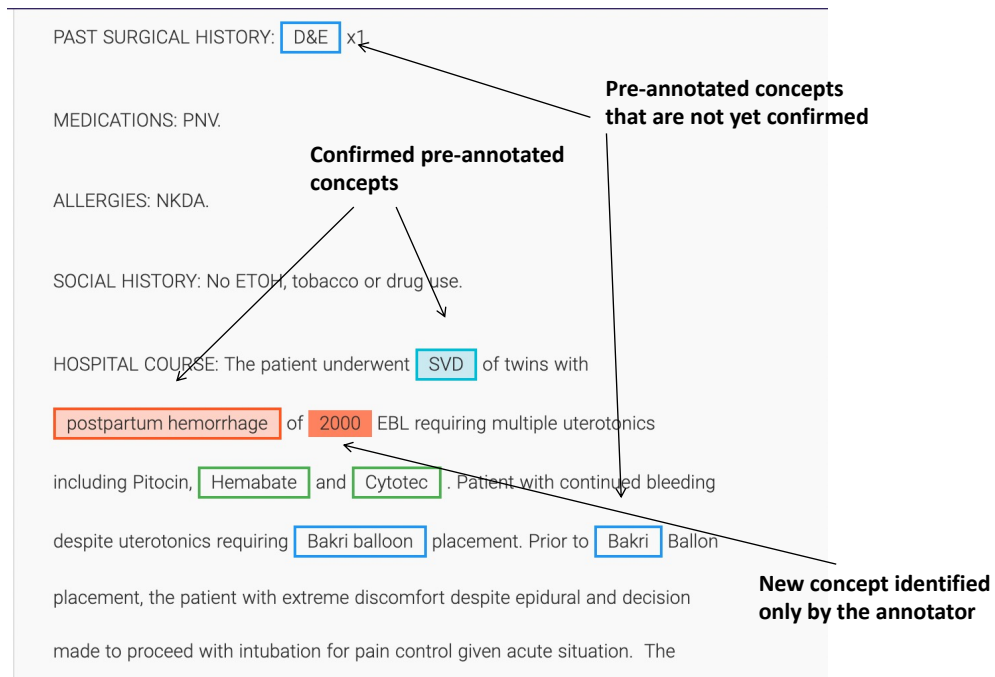 PAST SURGICAL HISTORY: D&E x1
Pre-annotated concepts
that are not yet confirmed
MEDICATIONS: PNV.
Confirmed pre-annotated
concepts
ALLERGIES: NKDA.
SOCIAL HISTORY: No ETOH, tobacco or drug use.
HOSPITAL COURSE: The patient underwent SVD of twins with
postpartum hemorrhage of 2000 EBL requiring multiple uterotonics
including Pitocin, Hemabate and Cytotec . Patient with continued bleeding
despite uterotonics requiring Bakri balloon placement. Prior to Bakri Ballon
New concept identified
only by the annotator
placement, the patient with extreme discomfort despite epidural and decision
made to proceed with intubation for pain control given acute situation. The